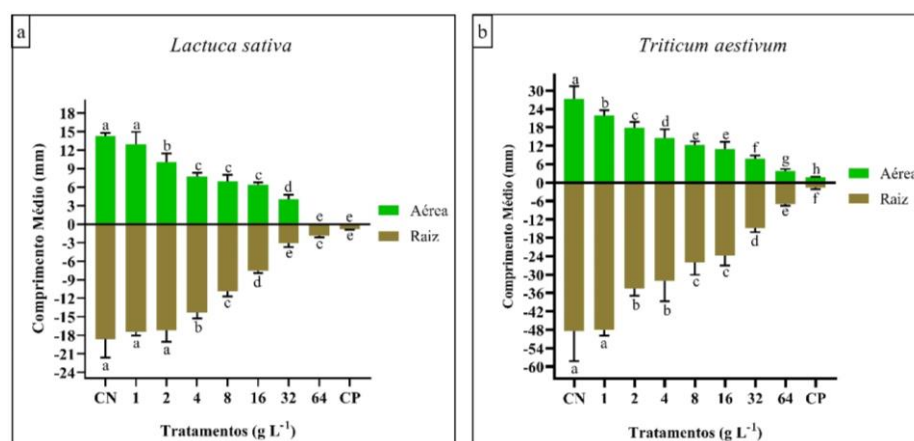 a
Lactuca sativa
Comprimento Médio (mm)
18
15
12
9
6
3
0
-3
-6
-9
-12
-15
-18
-21
-24
a a b c c c d e e
a a a b c d e c e
CN 1 2 4 8 16 32 64 CP
Tratamentos (g L⁻¹)
Aérea
Raiz
b
Triticum aestivum
Comprimento Médio (mm)
30
24
18
12
6
0
-6
-12
-18
-24
-30
-36
-42
-48
-54
-60
a b c d e e f g h
a a b b c c d e f
CN 1 2 4 8 16 32 64 CP
Tratamentos (g L⁻¹)
Aérea
Raiz